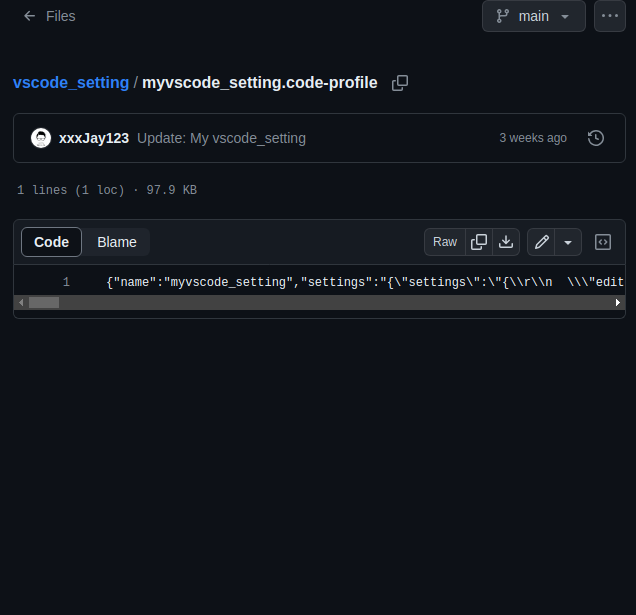 Files
main
vscode_setting / myvscode_setting.code-profile
xxxJay123 Update: My vscode_setting 3 weeks ago
1 lines (1 loc) · 97.9 KB
Code Blame Raw
1 {"name":"myvscode_setting","settings":"{\"settings\":\"{\\r\\n  \\\"edit